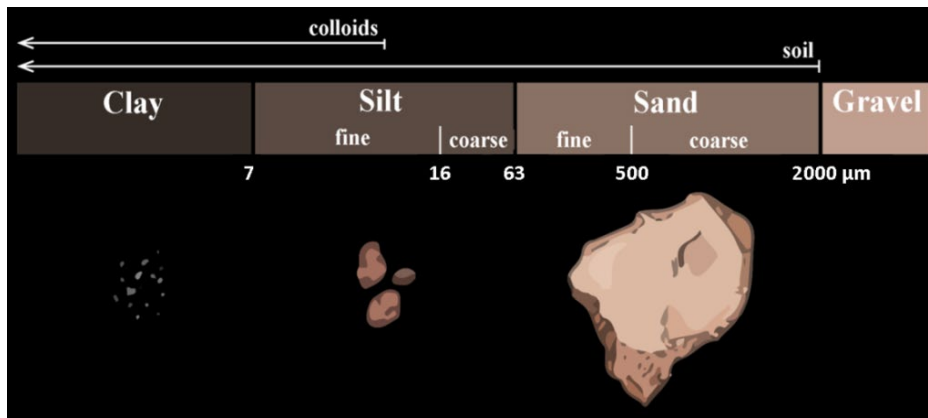 colloids
soil
Clay Silt Sand Gravel
fine coarse fine coarse
7 16 63 500 2000 µm